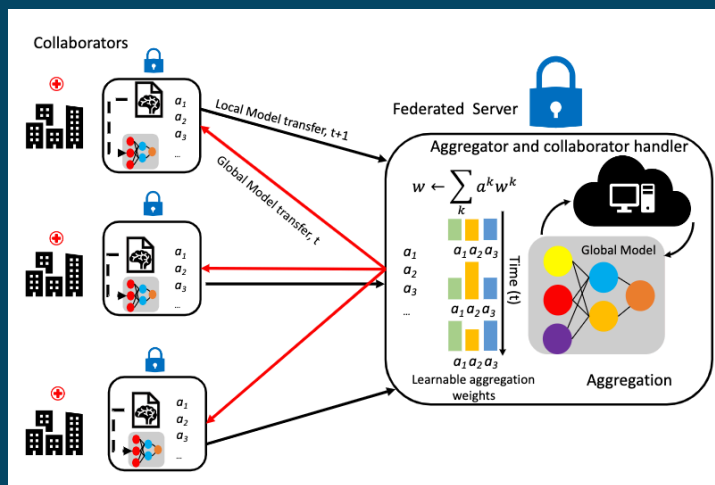 Collaborators
a1
a2
a3
...
Local Model transfer, t+1
Global Model transfer, t
a1
a2
a3
...
a1
a2
a3
...
Federated Server
Aggregator and collaborator handler
w ← ∑ a^k w^k
k
a1
a2
a3
...
a1 a2 a3
a1 a2 a3
a1 a2 a3
Time (t)
Learnable aggregation
weights
Global Model
Aggregation